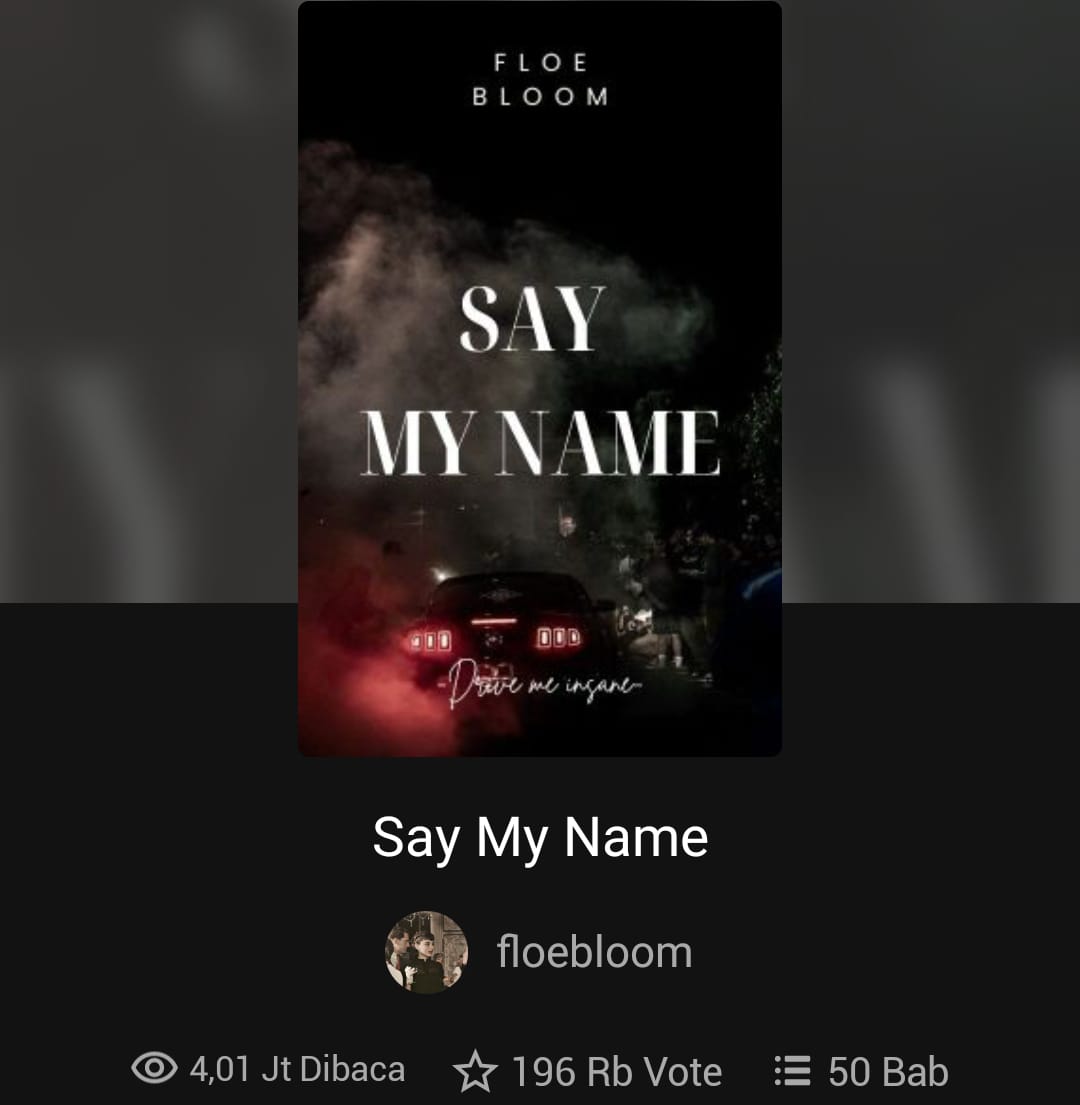 FLOE
BLOOM
SAY
MY NAME
-Drive me insane-
Say My Name
floebloom
4,01 Jt Dibaca 196 Rb Vote 50 Bab